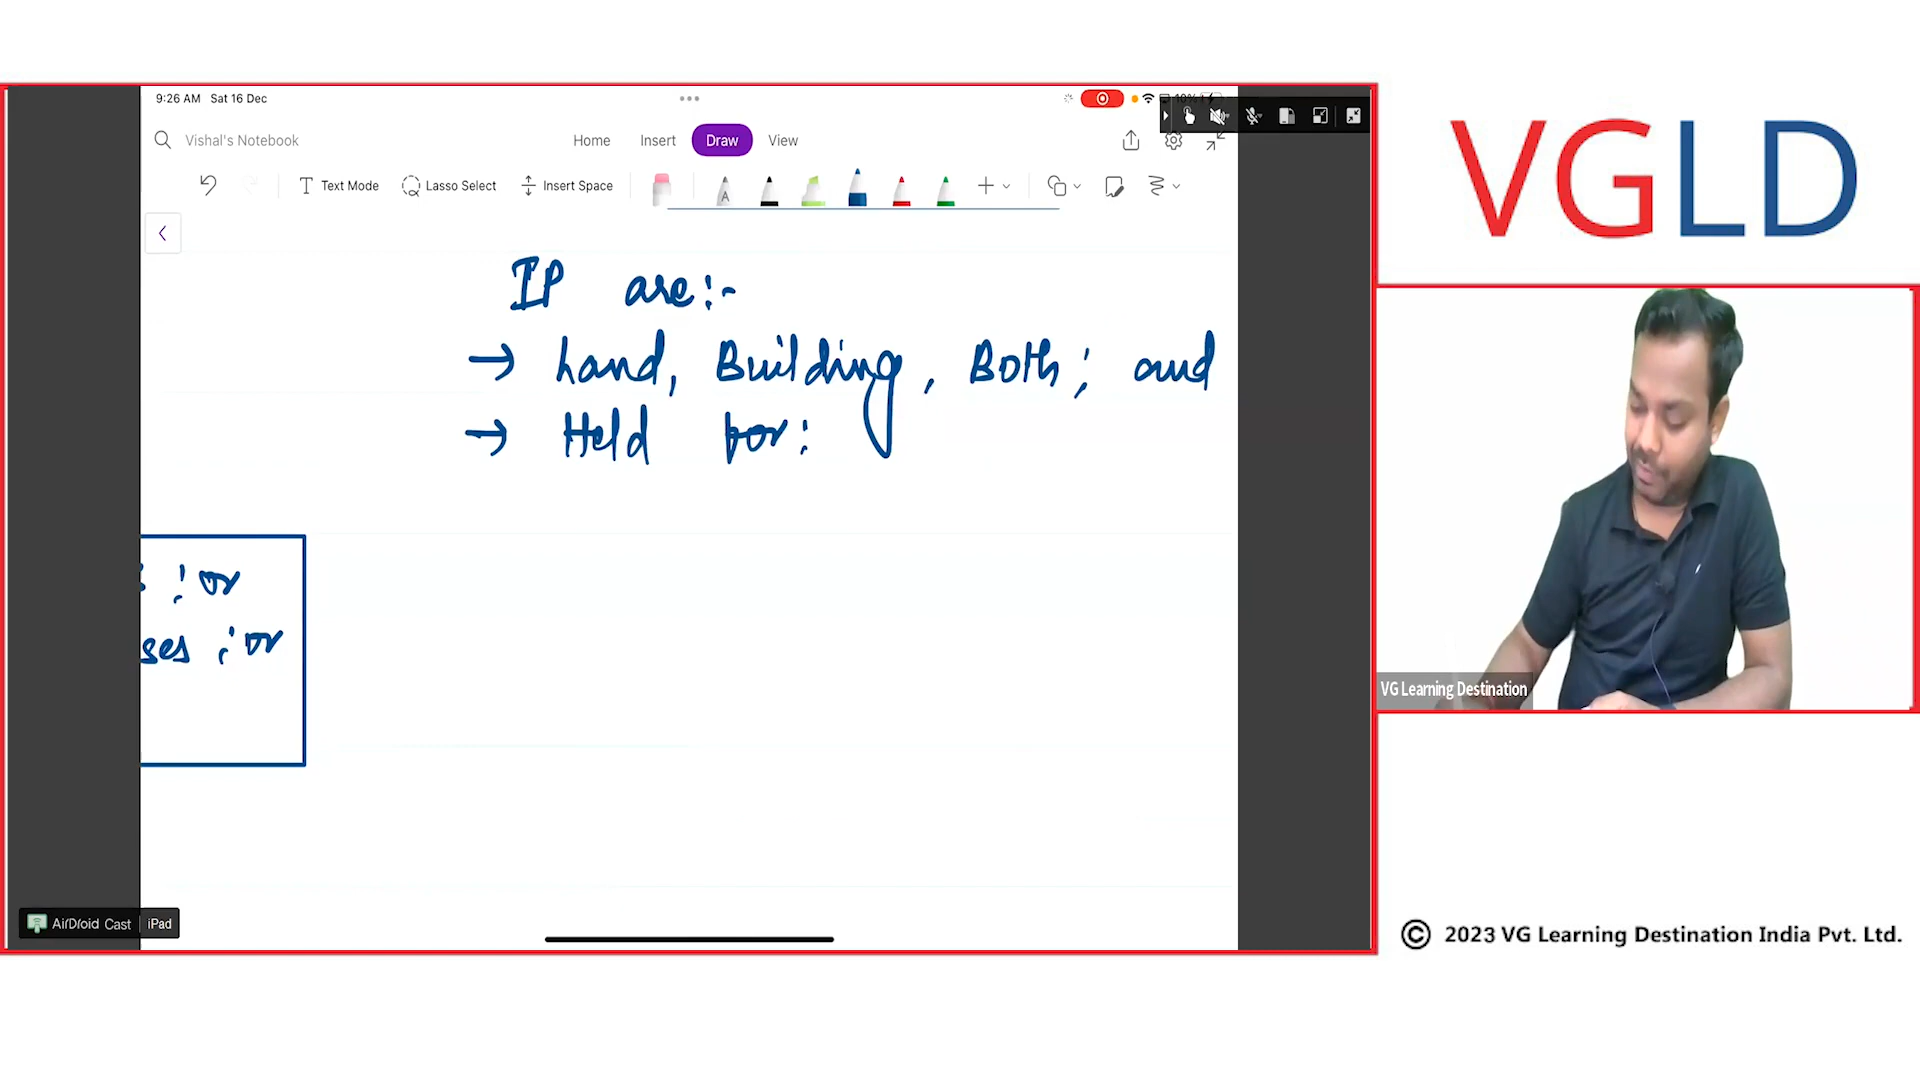 9:26 AM Sat 16 Dec
Vishal's Notebook
Home Insert Draw View
Text Mode Lasso Select Insert Space
A
IP are:-
→ Land, Building, Both; and
→ Held for:
; or
ses ; or
AirDroid Cast iPad
VGLD
VG Learning Destination
© 2023 VG Learning Destination India Pvt. Ltd.